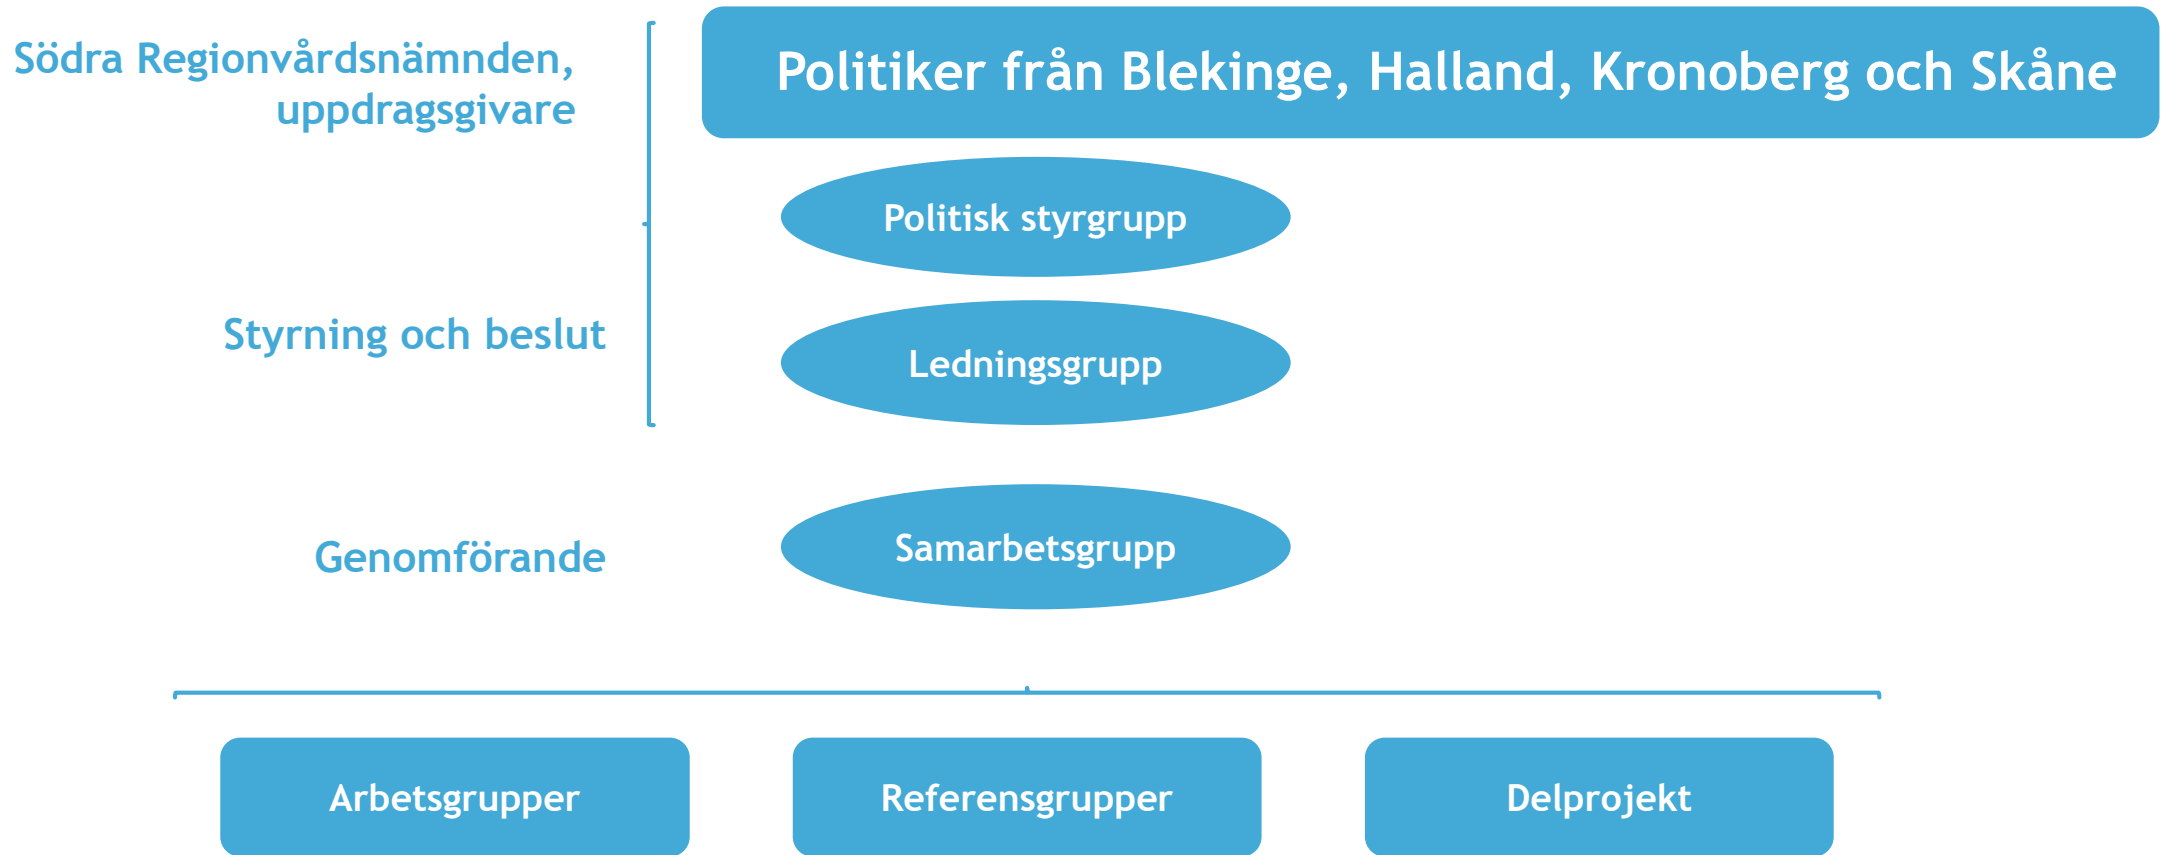 Södra Regionvårdsnämnden,
uppdragsgivare
Politiker från Blekinge, Halland, Kronoberg och Skåne
Politisk styrgrupp
Styrning och beslut
Ledningsgrupp
Genomförande
Samarbetsgrupp
Arbetsgrupper
Referensgrupper
Delprojekt